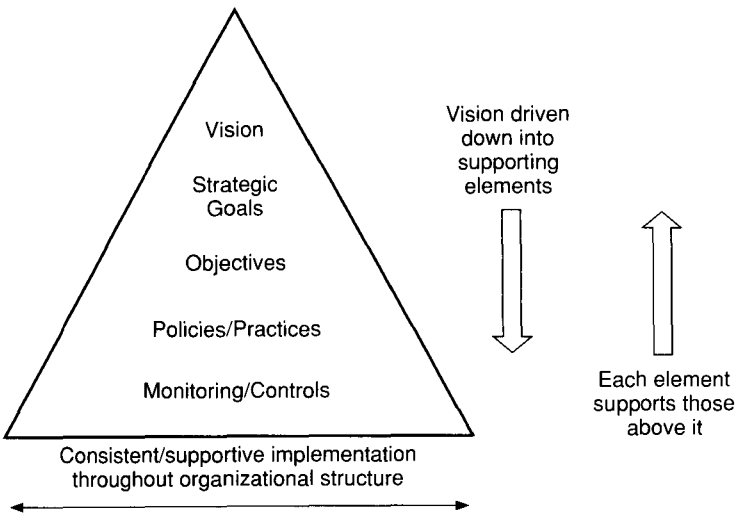 Vision
Strategic
Goals
Objectives
Policies/Practices
Monitoring/Controls
Consistent/supportive implementation
throughout organizational structure
Vision driven
down into
supporting
elements
Each element
supports those
above it